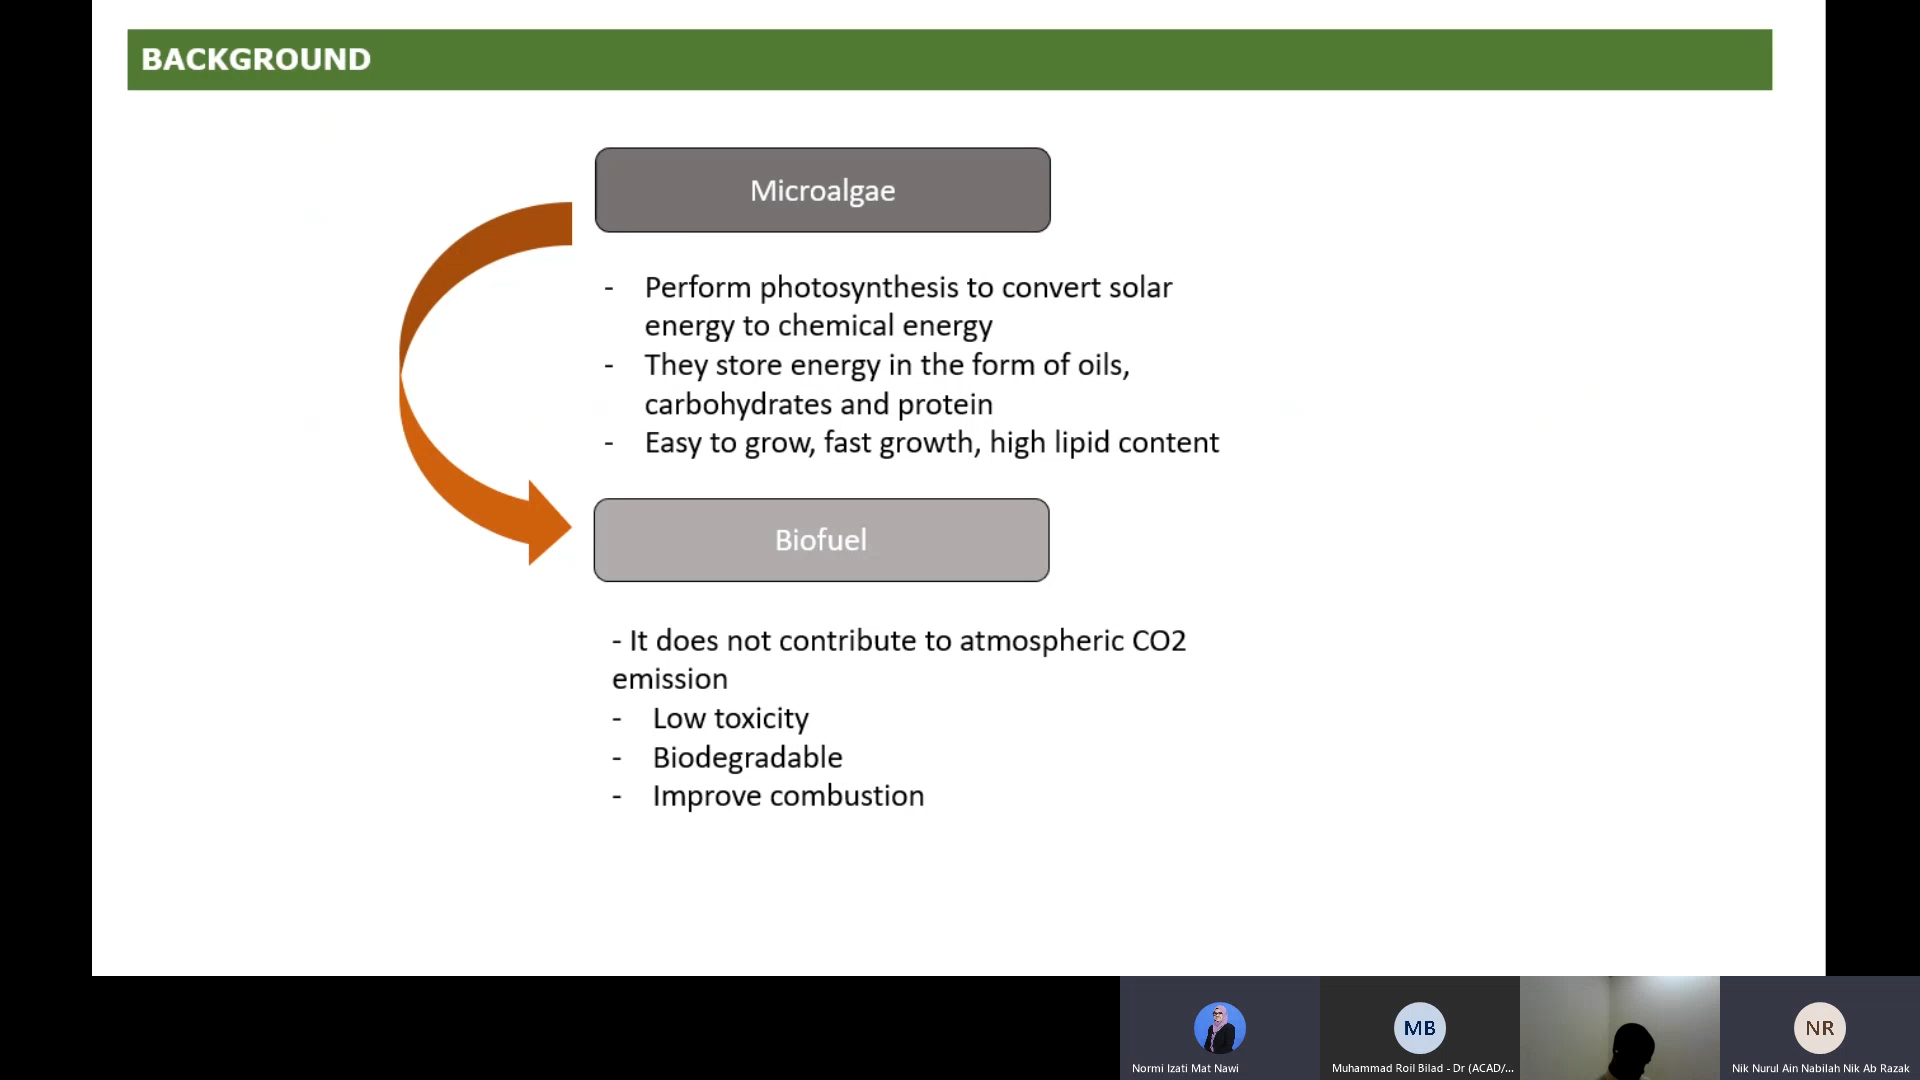 BACKGROUND
Microalgae
- Perform photosynthesis to convert solar
energy to chemical energy
- They store energy in the form of oils,
carbohydrates and protein
- Easy to grow, fast growth, high lipid content
Biofuel
- It does not contribute to atmospheric CO2
emission
- Low toxicity
- Biodegradable
- Improve combustion
MB
NR
Normi Izati Mat Nawi
Muhammad Roil Bilad - Dr (ACAD/...
Nik Nurul Ain Nabilah Nik Ab Razak